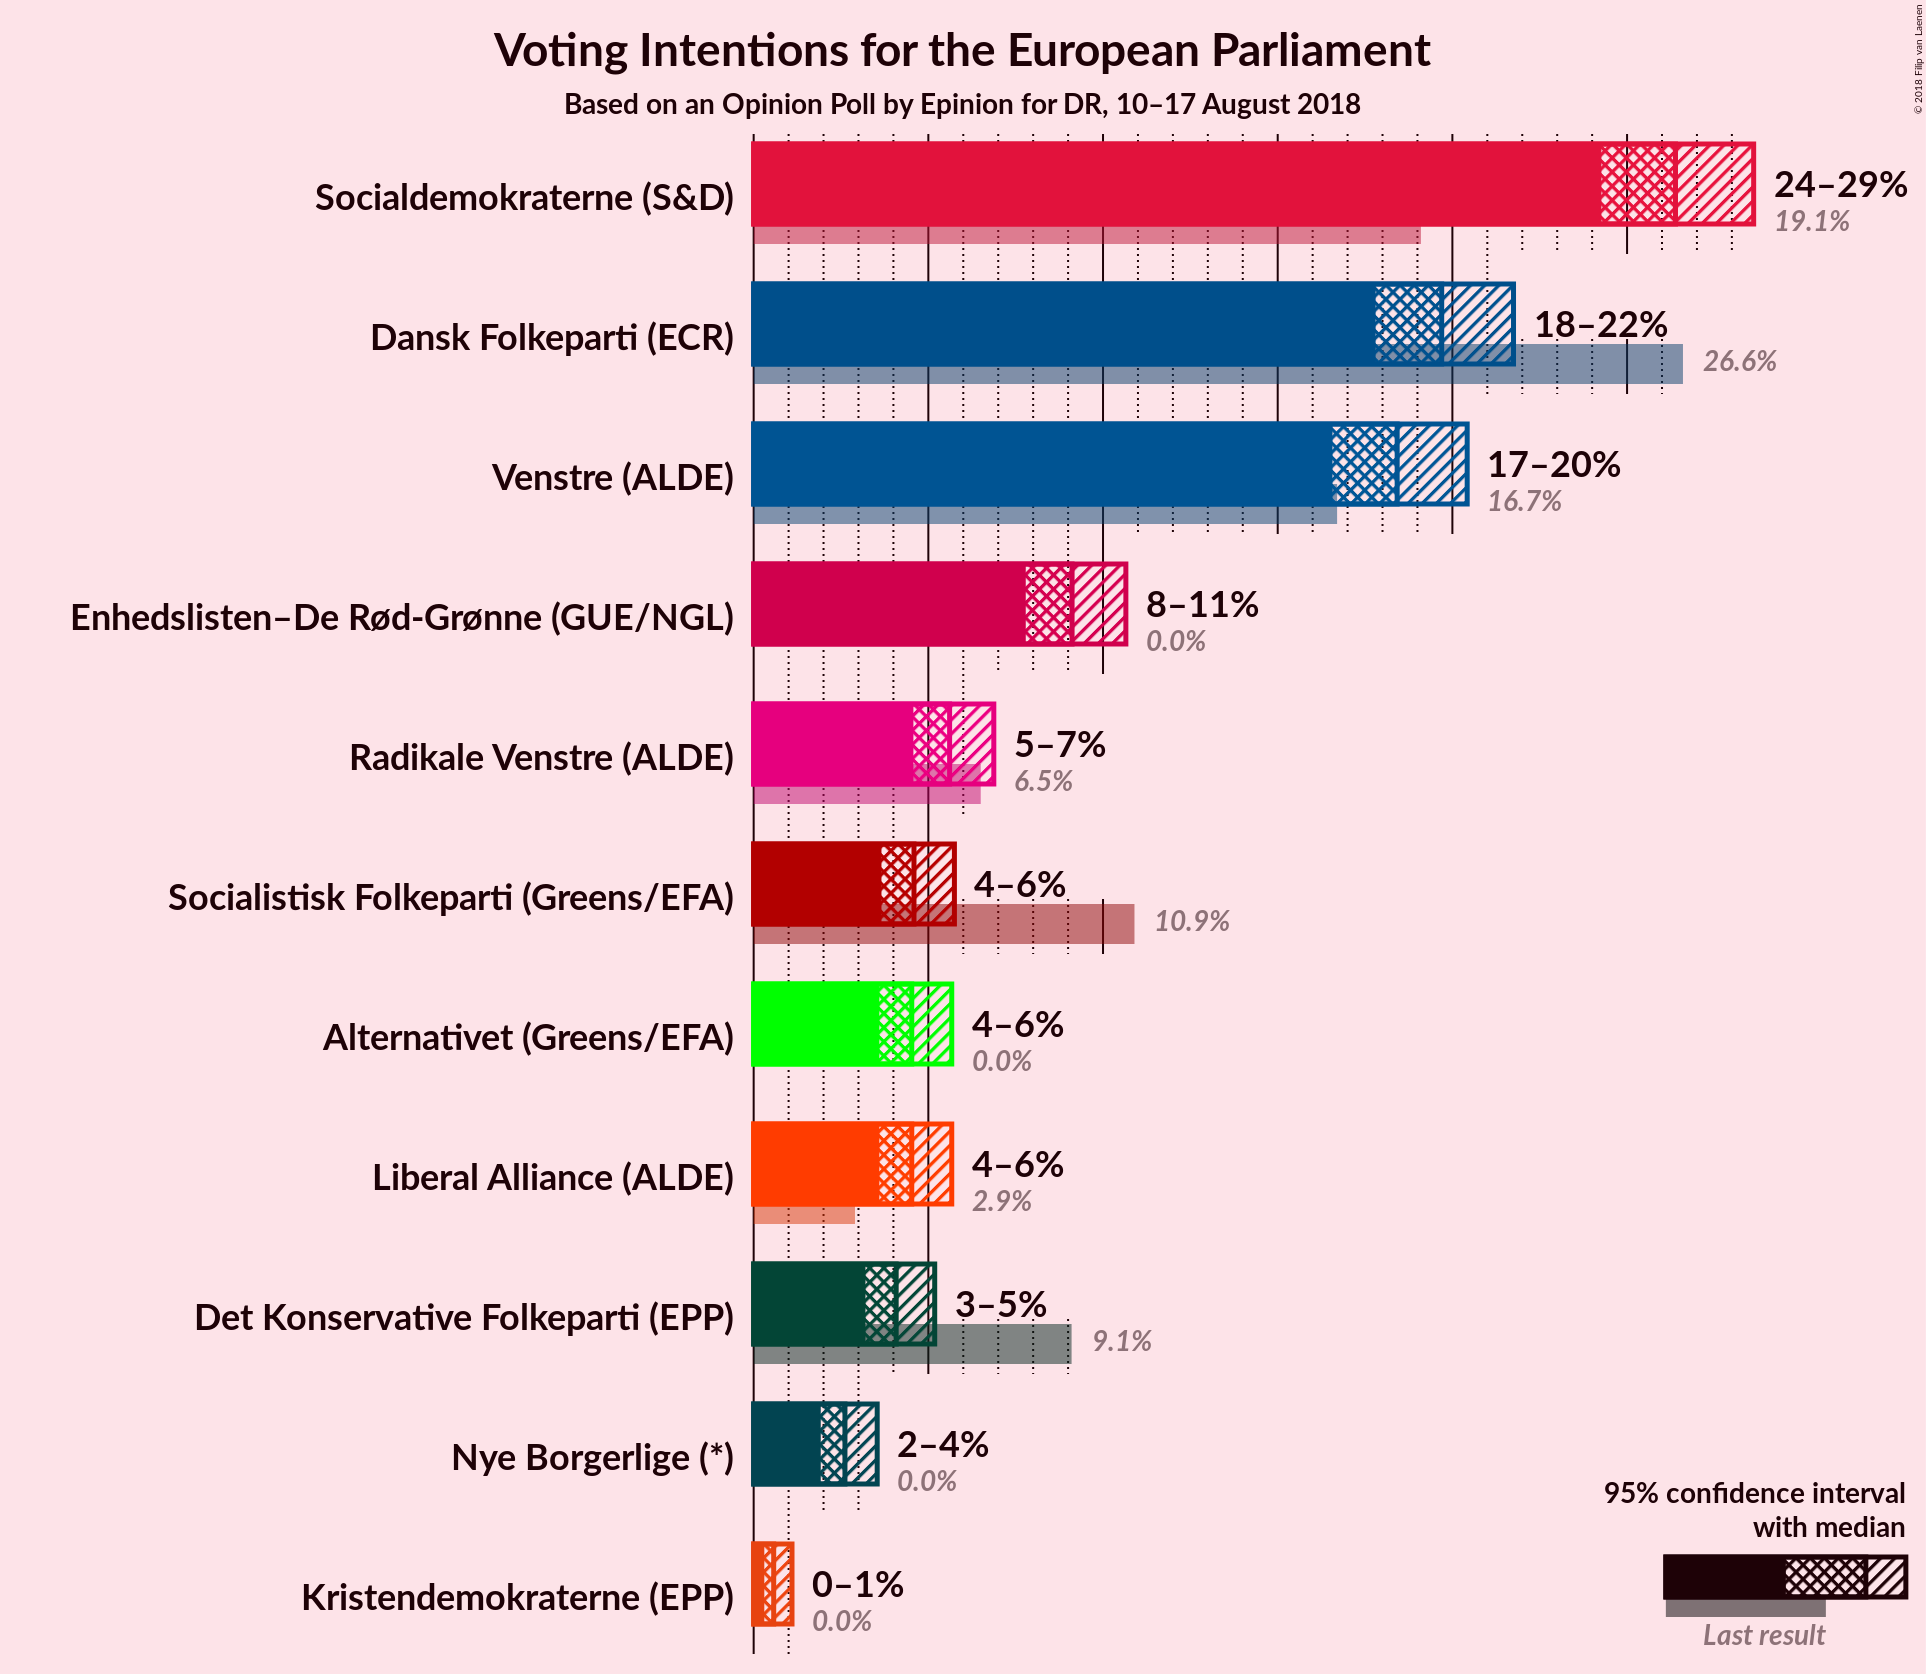 Voting Intentions for the European Parliament
Based on an Opinion Poll by Epinion for DR, 10–17 August 2018
© 2018 Filip van Laenen
Socialdemokraterne (S&D)
24–29%
19.1%
Dansk Folkeparti (ECR)
18–22%
26.6%
Venstre (ALDE)
17–20%
16.7%
Enhedslisten–De Rød-Grønne (GUE/NGL)
8–11%
0.0%
Radikale Venstre (ALDE)
5–7%
6.5%
Socialistisk Folkeparti (Greens/EFA)
4–6%
10.9%
Alternativet (Greens/EFA)
4–6%
0.0%
Liberal Alliance (ALDE)
4–6%
2.9%
Det Konservative Folkeparti (EPP)
3–5%
9.1%
Nye Borgerlige (*)
2–4%
0.0%
Kristendemokraterne (EPP)
0–1%
0.0%
95% confidence interval
with median
Last result